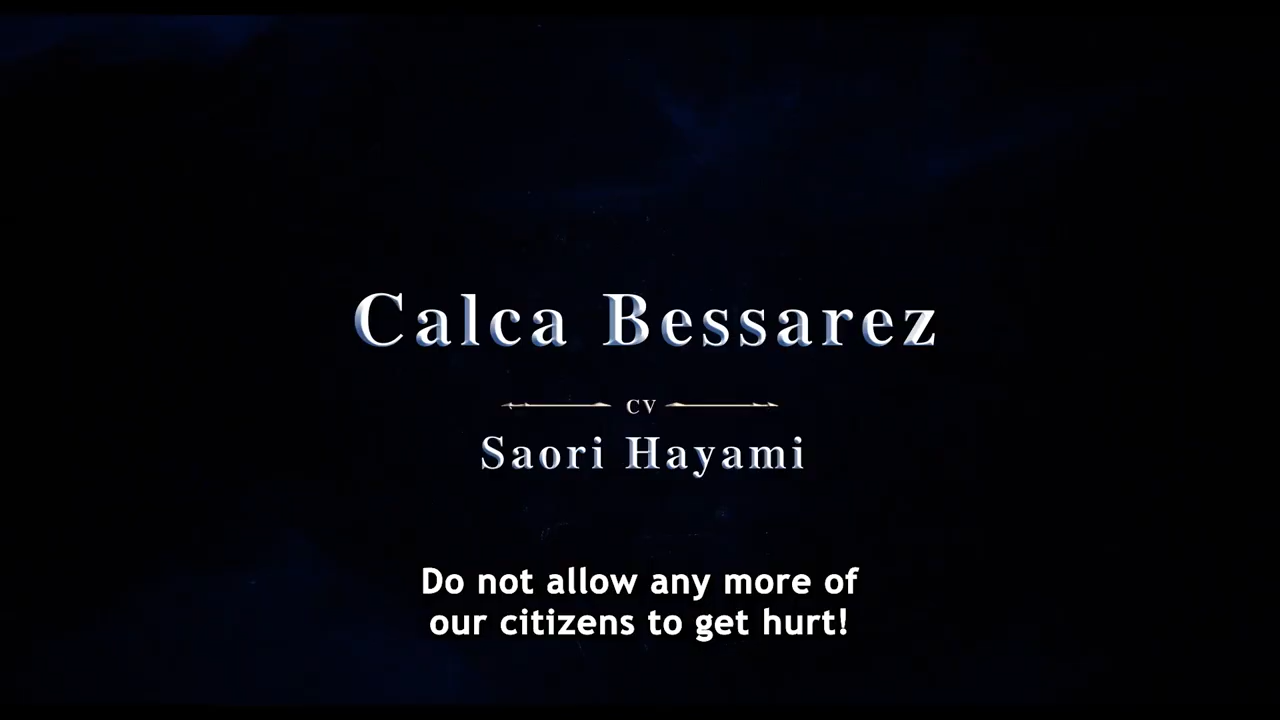 Calca Bessarez
CV
Saori Hayami
Do not allow any more of
our citizens to get hurt!